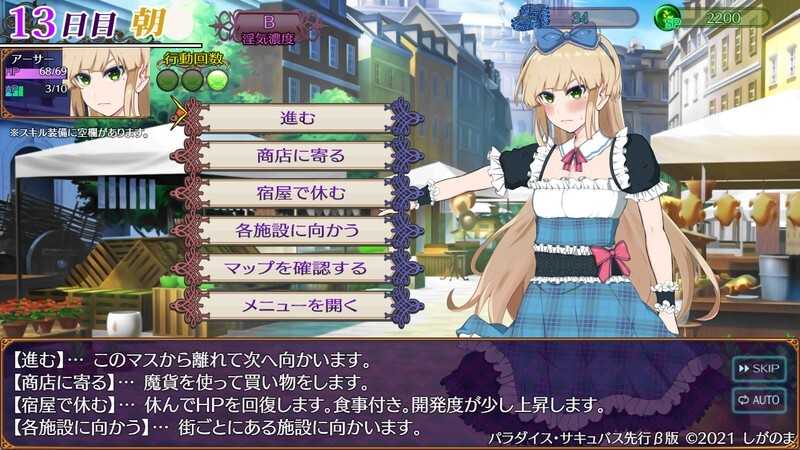 13日目 朝
B
淫気濃度
34
2200
アーサー
HP 68/69
3/10
行動回数
※スキル装備に空欄があります。
進む
商店に寄る
宿屋で休む
各施設に向かう
マップを確認する
メニューを開く
【進む】… このマスから離れて次へ向かいます。
【商店に寄る】… 魔貨を使って買い物をします。
【宿屋で休む】… 休んでHPを回復します。食事付き。開発度が少し上昇します。
【各施設に向かう】… 街ごとにある施設に向かいます。
SKIP
AUTO
パラダイス・サキュバス先行β版 ©2021 しがのま